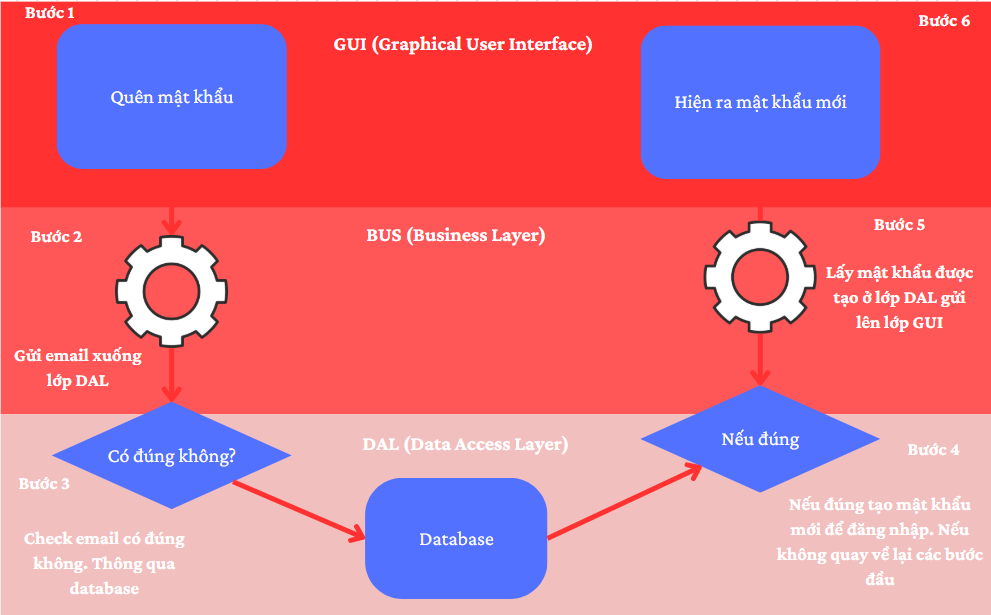 Bước 1
Quên mật khẩu
GUI (Graphical User Interface)
Bước 6
Hiện ra mật khẩu mới
Bước 2
BUS (Business Layer)
Bước 5
Lấy mật khẩu được
tạo ở lớp DAL gửi
lên lớp GUI
Gửi email xuống
lớp DAL
Có đúng không?
DAL (Data Access Layer)
Nếu đúng
Bước 3
Check email có đúng
không. Thông qua
database
Database
Bước 4
Nếu đúng tạo mật khẩu
mới để đăng nhập. Nếu
không quay về lại các bước
đầu